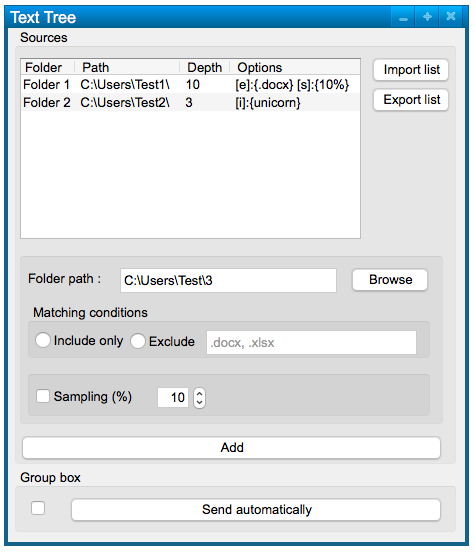 Text Tree
Sources
Folder Path Depth Options
Folder 1 C:\Users\Test1\ 10 [e]:{.docx} [s]:{10%}
Folder 2 C:\Users\Test2\ 3 [i]:{unicorn}
Import list
Export list
Folder path : C:\Users\Test\3 Browse
Matching conditions
Include only Exclude .docx, .xlsx
Sampling (%) 10
Add
Group box
Send automatically